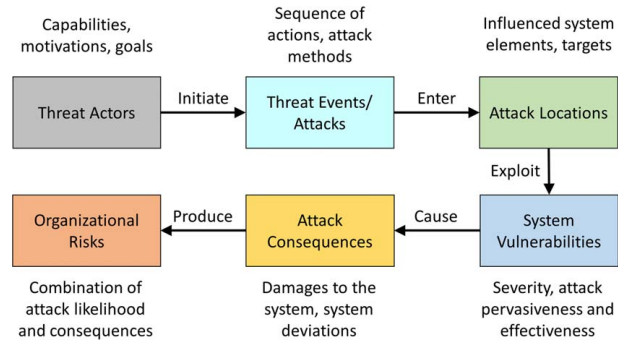 Capabilities,
motivations, goals
Sequence of
actions, attack
methods
Influenced system
elements, targets
Threat Actors
Initiate
Threat Events/
Attacks
Enter
Attack Locations
Exploit
Organizational
Risks
Produce
Attack
Consequences
Cause
System
Vulnerabilities
Combination of
attack likelihood
and consequences
Damages to the
system, system
deviations
Severity, attack
pervasiveness and
effectiveness